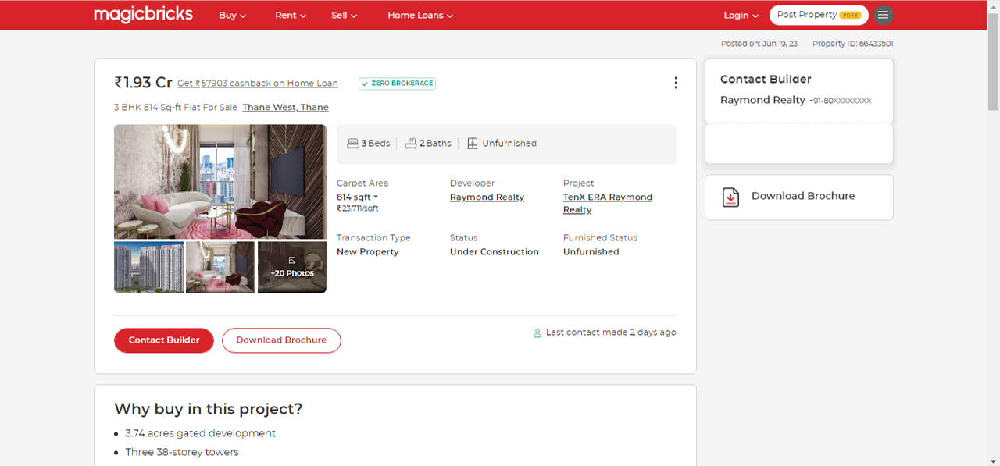 magicbricks
Buy
Rent
Sell
Home Loans
Login
Post Property FREE
Posted on: Jun 19, 23 Property ID: 66433501
₹1.93 Cr Get ₹57903 cashback on Home Loan ZERO BROKERAGE
3 BHK 814 Sq-ft Flat For Sale Thane West, Thane
3 Beds 2 Baths Unfurnished
Carpet Area
814 sqft
₹23,711/sqft
Developer
Raymond Realty
Project
TenX ERA Raymond
Realty
Transaction Type
New Property
Status
Under Construction
Furnished Status
Unfurnished
+20 Photos
Contact Builder
Download Brochure
Last contact made 2 days ago
Contact Builder
Raymond Realty +91-80XXXXXXXX
Download Brochure
Why buy in this project?
• 3.74 acres gated development
• Three 38-storey towers